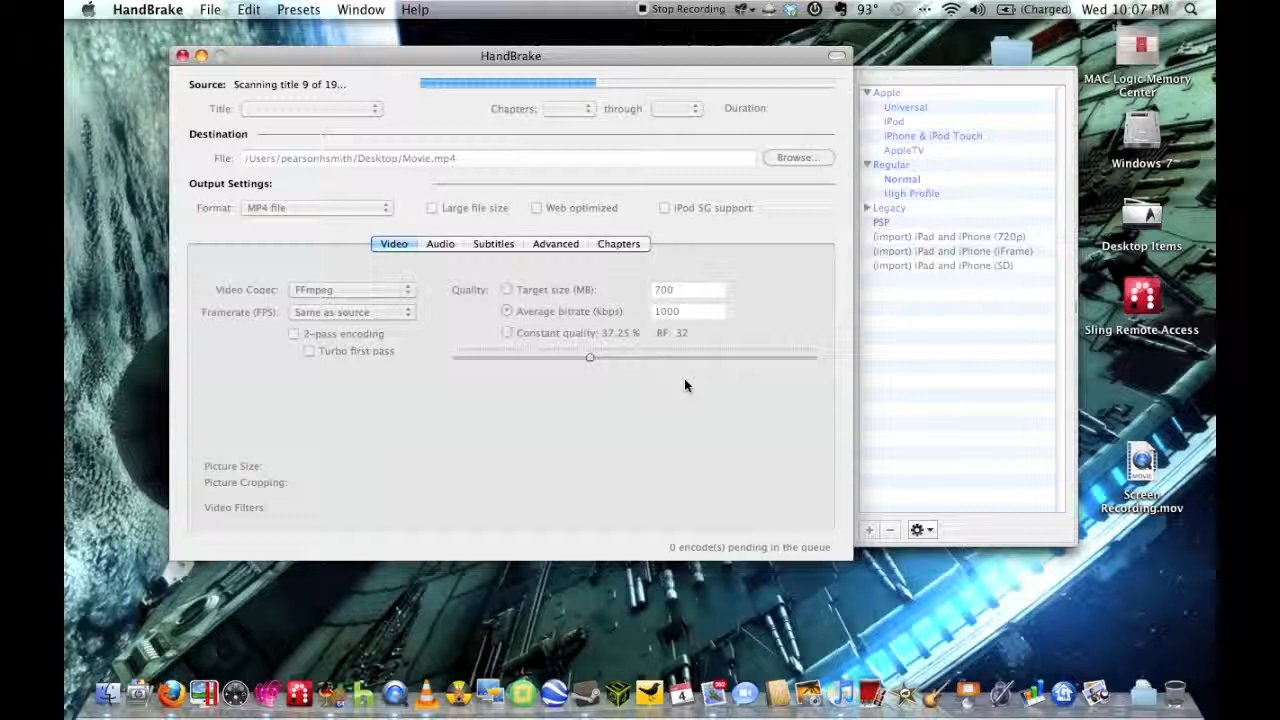 HandBrake File Edit Presets Window Help Stop Recording 93° (Charged) Wed 10:07 PM
HandBrake
Source: Scanning title 9 of 19...
Title: Chapters: through Duration:
Destination
File: /Users/pearsonhsmith/Desktop/Movie.mp4 Browse...
Output Settings:
Format: MP4 file Large file size Web optimized iPod 5G support
Video Audio Subtitles Advanced Chapters
Video Codec: FFmpeg Quality: Target size (MB): 700
Framerate (FPS): Same as source Average bitrate (kbps): 1000
2-pass encoding Constant quality: 37.25 % RF: 32
Turbo first pass
Picture Size:
Picture Cropping:
Video Filters
0 encode(s) pending in the queue
Apple
Universal
iPod
iPhone & iPod Touch
AppleTV
Regular
Normal
High Profile
Legacy
PSP
(import) iPad and iPhone (720p)
(import) iPad and iPhone (iFrame)
(import) iPad and iPhone (SD)
MAC Logic Memory
Center
Windows 7™
Desktop Items
Sling Remote Access
MOVIE
Screen
Recording.mov